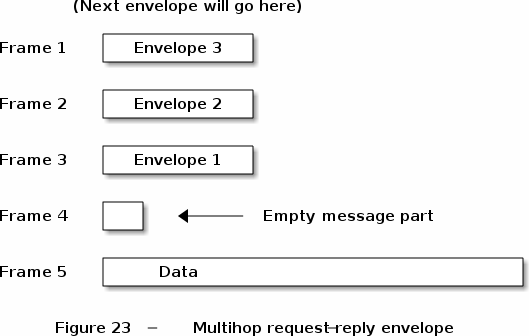 (Next envelope will go here)
Frame 1 Envelope 3
Frame 2 Envelope 2
Frame 3 Envelope 1
Frame 4 Empty message part
Frame 5 Data
Figure 23 – Multihop request-reply envelope